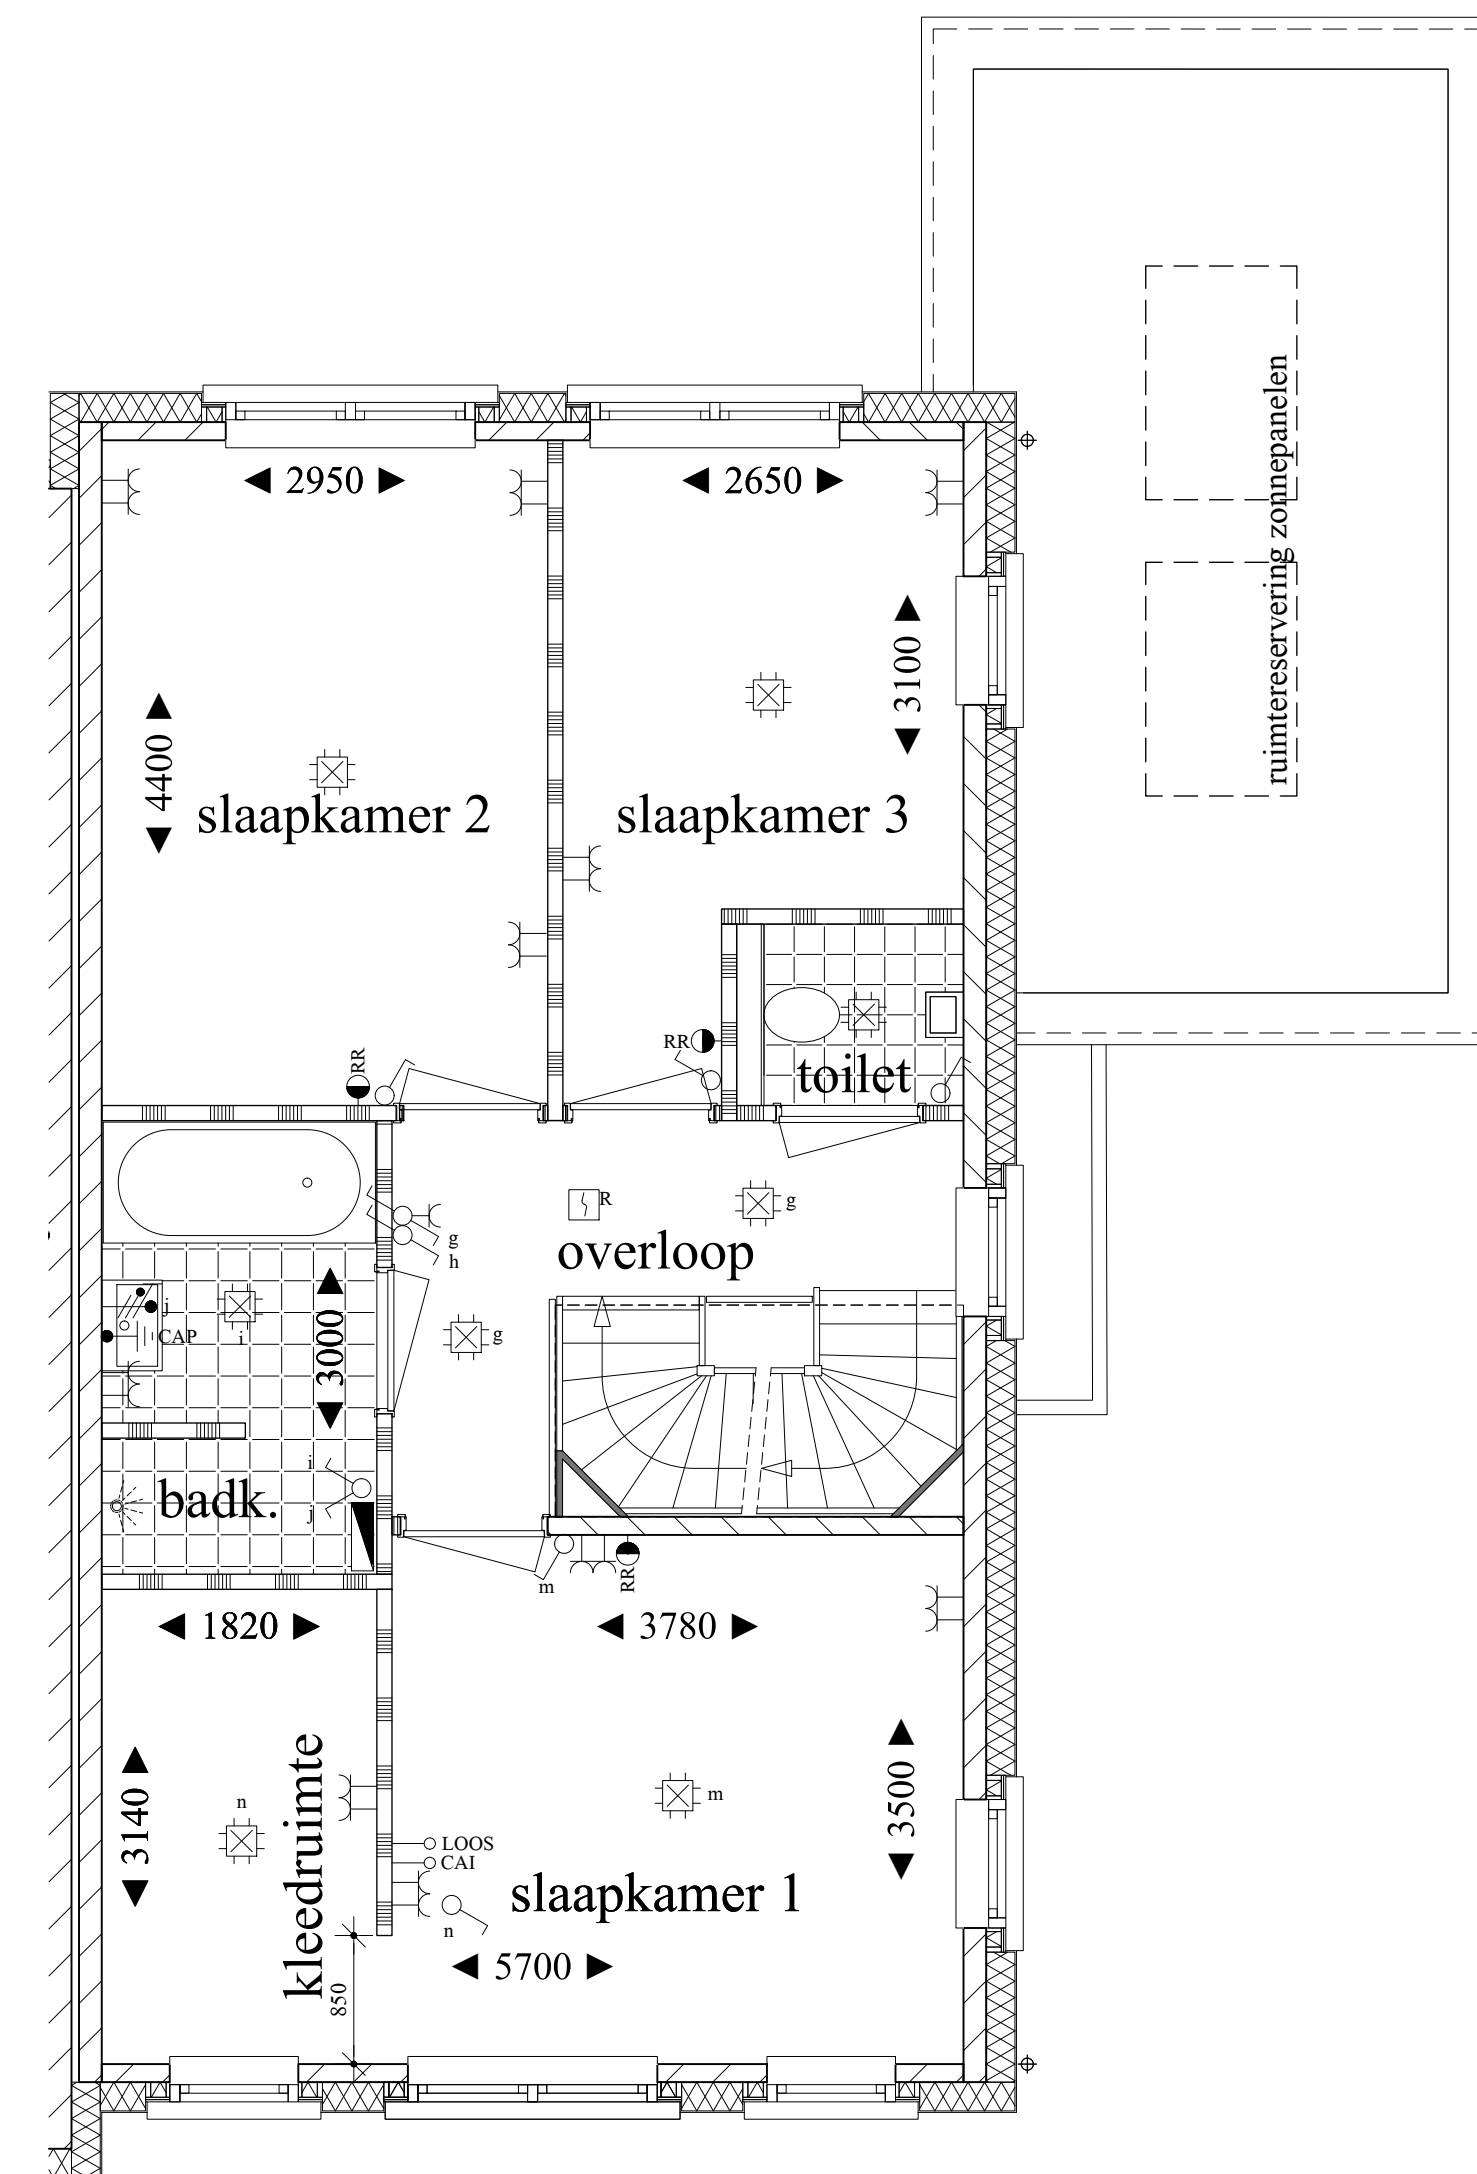 2950
2650
ruimtereservering zonnepanelen
3100
4400
slaapkamer 2
slaapkamer 3
RR
RR
toilet
R
g
g
h
overloop
j
i
CAP
3000
g
i
j
badk.
m
RR
1820
3780
kleedruimte
3140
n
m
3500
LOOS
CAI
n
slaapkamer 1
5700
850